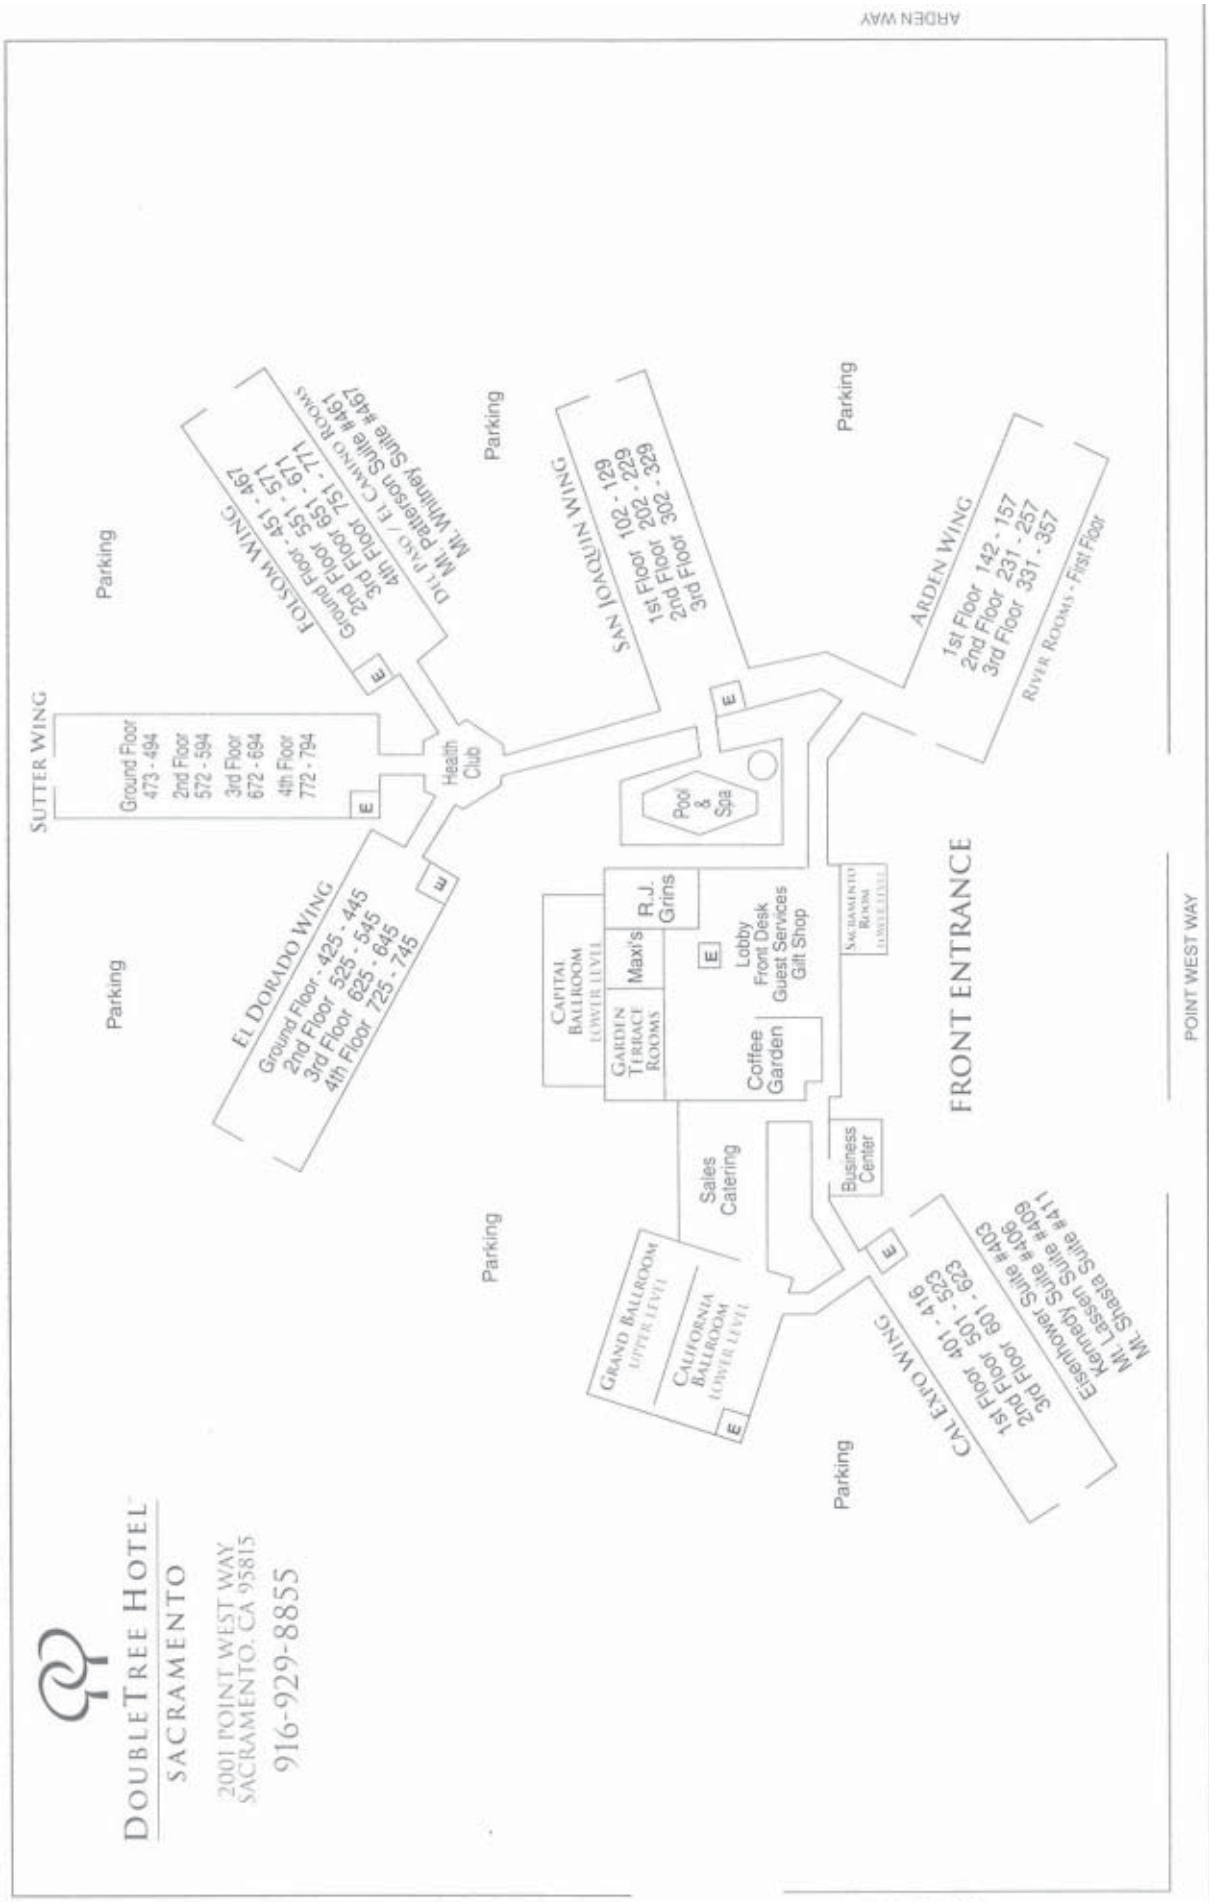 DOUBLETREE HOTEL
SACRAMENTO
2001 POINT WEST WAY
SACRAMENTO, CA 95815
916-929-8855
SUTTER WING
Ground Floor
473 - 494
2nd Floor
572 - 594
3rd Floor
672 - 694
4th Floor
772 - 794
E
Parking
Parking
EL DORADO WING
Ground Floor - 425 - 445
2nd Floor 525 - 545
3rd Floor 625 - 645
4th Floor 725 - 745
E
FOLSOM WING
Ground Floor - 451 - 467
2nd Floor 551 - 571
3rd Floor 651 - 671
4th Floor 751 - 771
DEL PASO / EL CAMINO ROOMS
Mt. Patterson Suite #461
Mt. Whitney Suite #467
E
Health
Club
Parking
Parking
SAN JOAQUIN WING
1st Floor 102 - 129
2nd Floor 202 - 229
3rd Floor 302 - 329
E
Pool
&
Spa
CAPITAL
BALLROOM
LOWER LEVEL
GARDEN
TERRACE
ROOMS
Maxi's
R.J.
Grins
E
Lobby
Front Desk
Guest Services
Gift Shop
Coffee
Garden
SACRAMENTO
ROOM
LOWER LEVEL
Sales
Catering
Business
Center
GRAND BALLROOM
UPPER LEVEL
CALIFORNIA
BALLROOM
LOWER LEVEL
E
Parking
Parking
CAL EXPO WING
1st Floor 401 - 416
2nd Floor 501 - 523
3rd Floor 601 - 623
Eisenhower Suite #403
Kennedy Suite #406
Mt. Lassen Suite #409
Mt. Shasta Suite #411
E
ARDEN WING
1st Floor 142 - 157
2nd Floor 231 - 257
3rd Floor 331 - 357
RIVER ROOMS - First Floor
FRONT ENTRANCE
POINT WEST WAY
ARDEN WAY